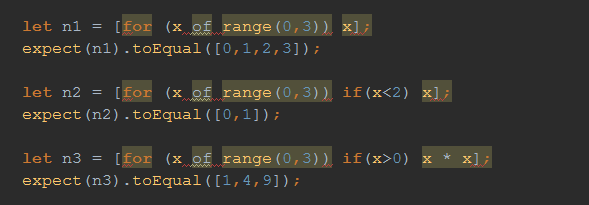 let n1 = [for (x of range(0,3)) x];
expect(n1).toEqual([0,1,2,3]);
let n2 = [for (x of range(0,3)) if(x<2) x];
expect(n2).toEqual([0,1]);
let n3 = [for (x of range(0,3)) if(x>0) x * x];
expect(n3).toEqual([1,4,9]);